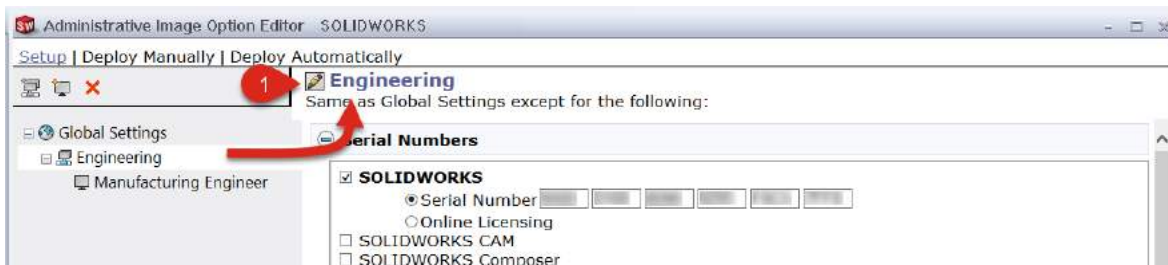 SW Administrative Image Option Editor SOLIDWORKS
Setup | Deploy Manually | Deploy Automatically
1
Engineering
Same as Global Settings except for the following:
Global Settings
Engineering
Manufacturing Engineer
Serial Numbers
SOLIDWORKS
Serial Number
Online Licensing
SOLIDWORKS CAM
SOLIDWORKS Composer